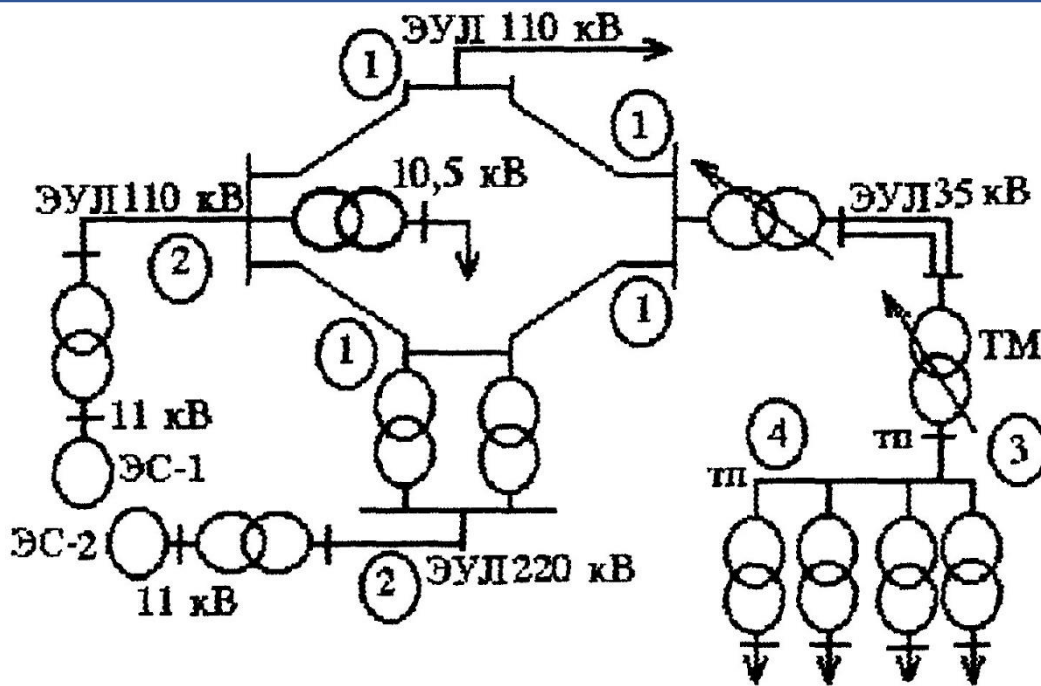 ЭУЛ 110 кВ
1
1
10,5 кВ
ЭУЛ 110 кВ
ЭУЛ 35 кВ
2
1
1
ТМ
11 кВ
4
тп
3
ЭС-1
тп
ЭС-2
11 кВ
2
ЭУЛ 220 кВ